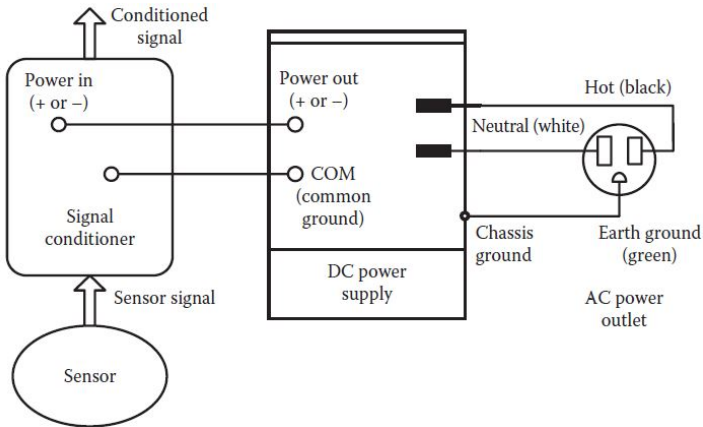 Conditioned
signal
Power in
(+ or –)
Signal
conditioner
Sensor signal
Sensor
Power out
(+ or –)
COM
(common
ground)
DC power
supply
Hot (black)
Neutral (white)
Chassis
ground
Earth ground
(green)
AC power
outlet